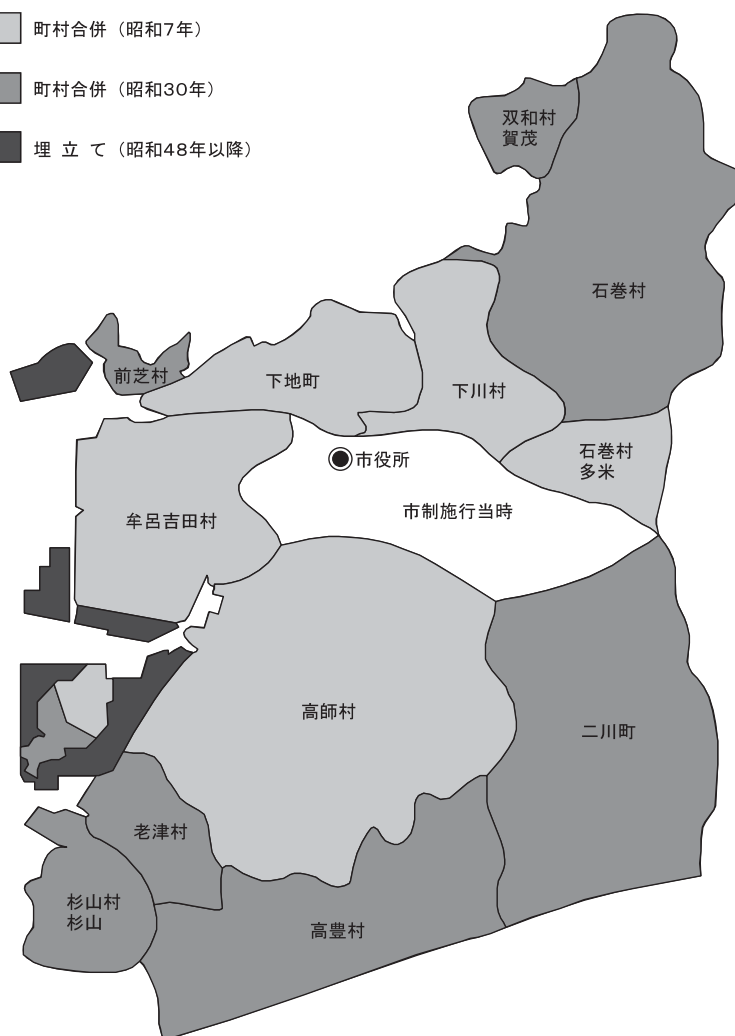 町村合併（昭和7年）
町村合併（昭和30年）
埋立て（昭和48年以降）
双和村
賀茂
石巻村
前芝村
下地町
下川村
石巻村
多米
市役所
市制施行当時
牟呂吉田村
高師村
二川町
老津村
杉山村
杉山
高豊村